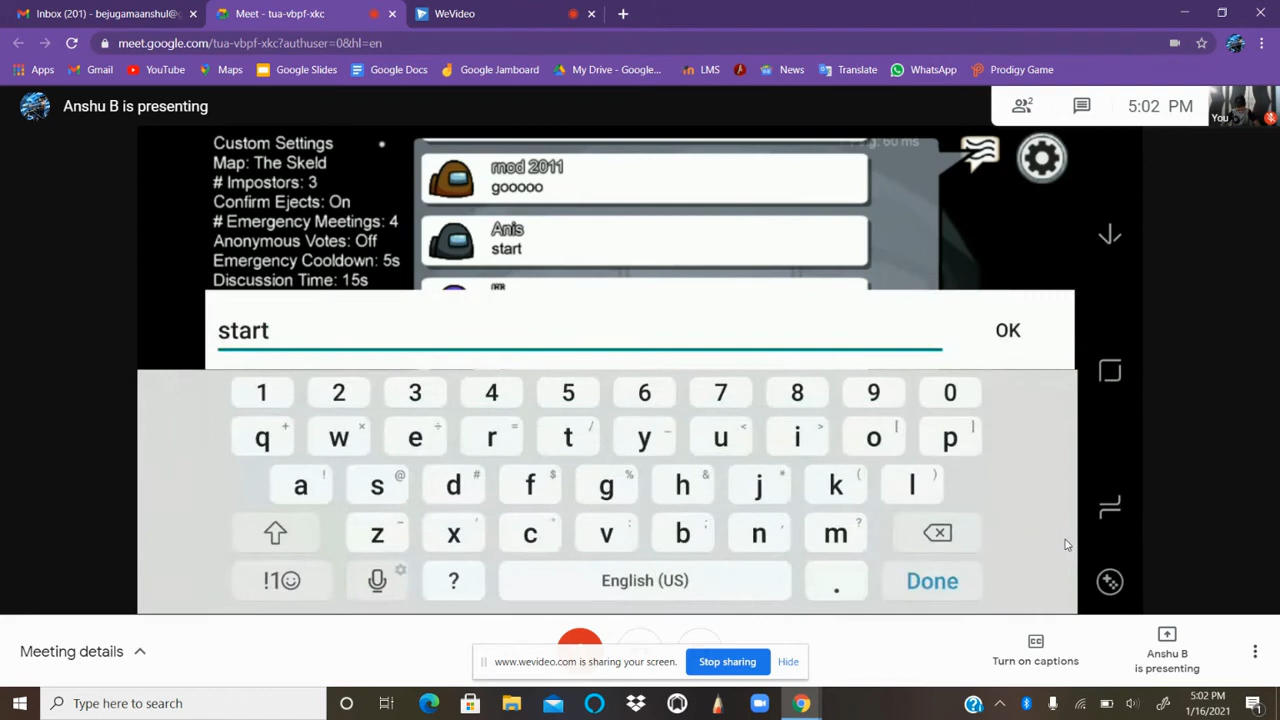 Inbox (201) - bejugamaanshul@g
Meet - tua-vbpf-xkc
WeVideo
meet.google.com/tua-vbpf-xkc?authuser=0&hl=en
Apps
Gmail
YouTube
Maps
Google Slides
Google Docs
Google Jamboard
My Drive - Google...
LMS
News
Translate
WhatsApp
Prodigy Game
Anshu B is presenting
2
5:02 PM
You
Custom Settings
Map: The Skeld
# Impostors: 3
Confirm Ejects: On
# Emergency Meetings: 4
Anonymous Votes: Off
Emergency Cooldown: 5s
Discussion Time: 15s
Ping: 60 ms
mod 2011
gooooo
Anis
start
start
OK
1 2 3 4 5 6 7 8 9 0
q + w × e ÷ r = t / y _ u < i > o [ p ]
a ! s @ d # f $ g % h & j * k ( l )
z - x ' c " v : b ; n , m ?
!1☺ ? English (US) . Done
Meeting details
www.wevideo.com is sharing your screen.
Stop sharing
Hide
Turn on captions
Anshu B
is presenting
Type here to search
5:02 PM
1/16/2021
1